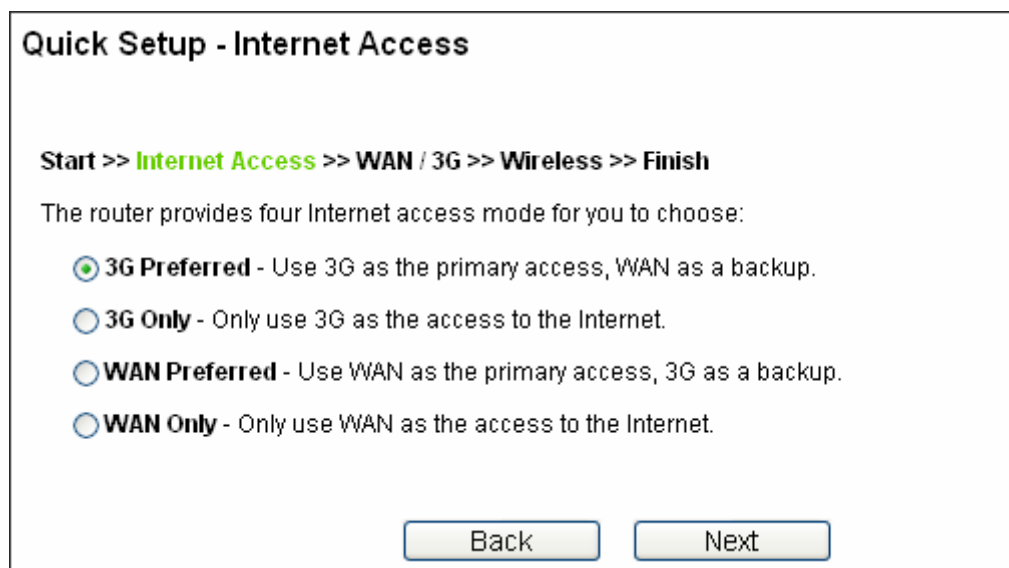 Quick Setup - Internet Access
Start >> Internet Access >> WAN / 3G >> Wireless >> Finish
The router provides four Internet access mode for you to choose:
3G Preferred - Use 3G as the primary access, WAN as a backup.
3G Only - Only use 3G as the access to the Internet.
WAN Preferred - Use WAN as the primary access, 3G as a backup.
WAN Only - Only use WAN as the access to the Internet.
Back Next